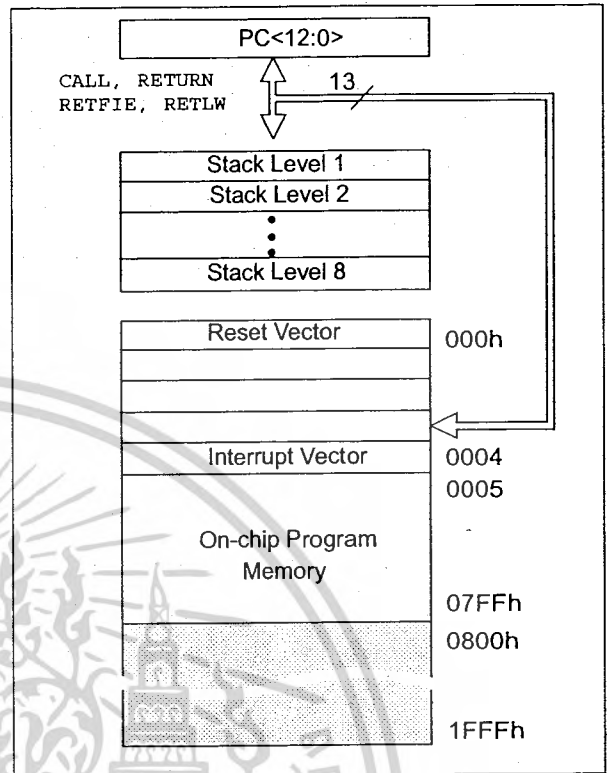 PC<12:0>
CALL, RETURN
RETFIE, RETLW
13
Stack Level 1
Stack Level 2
Stack Level 8
Reset Vector
000h
Interrupt Vector
0004
0005
On-chip Program
Memory
07FFh
0800h
1FFFh